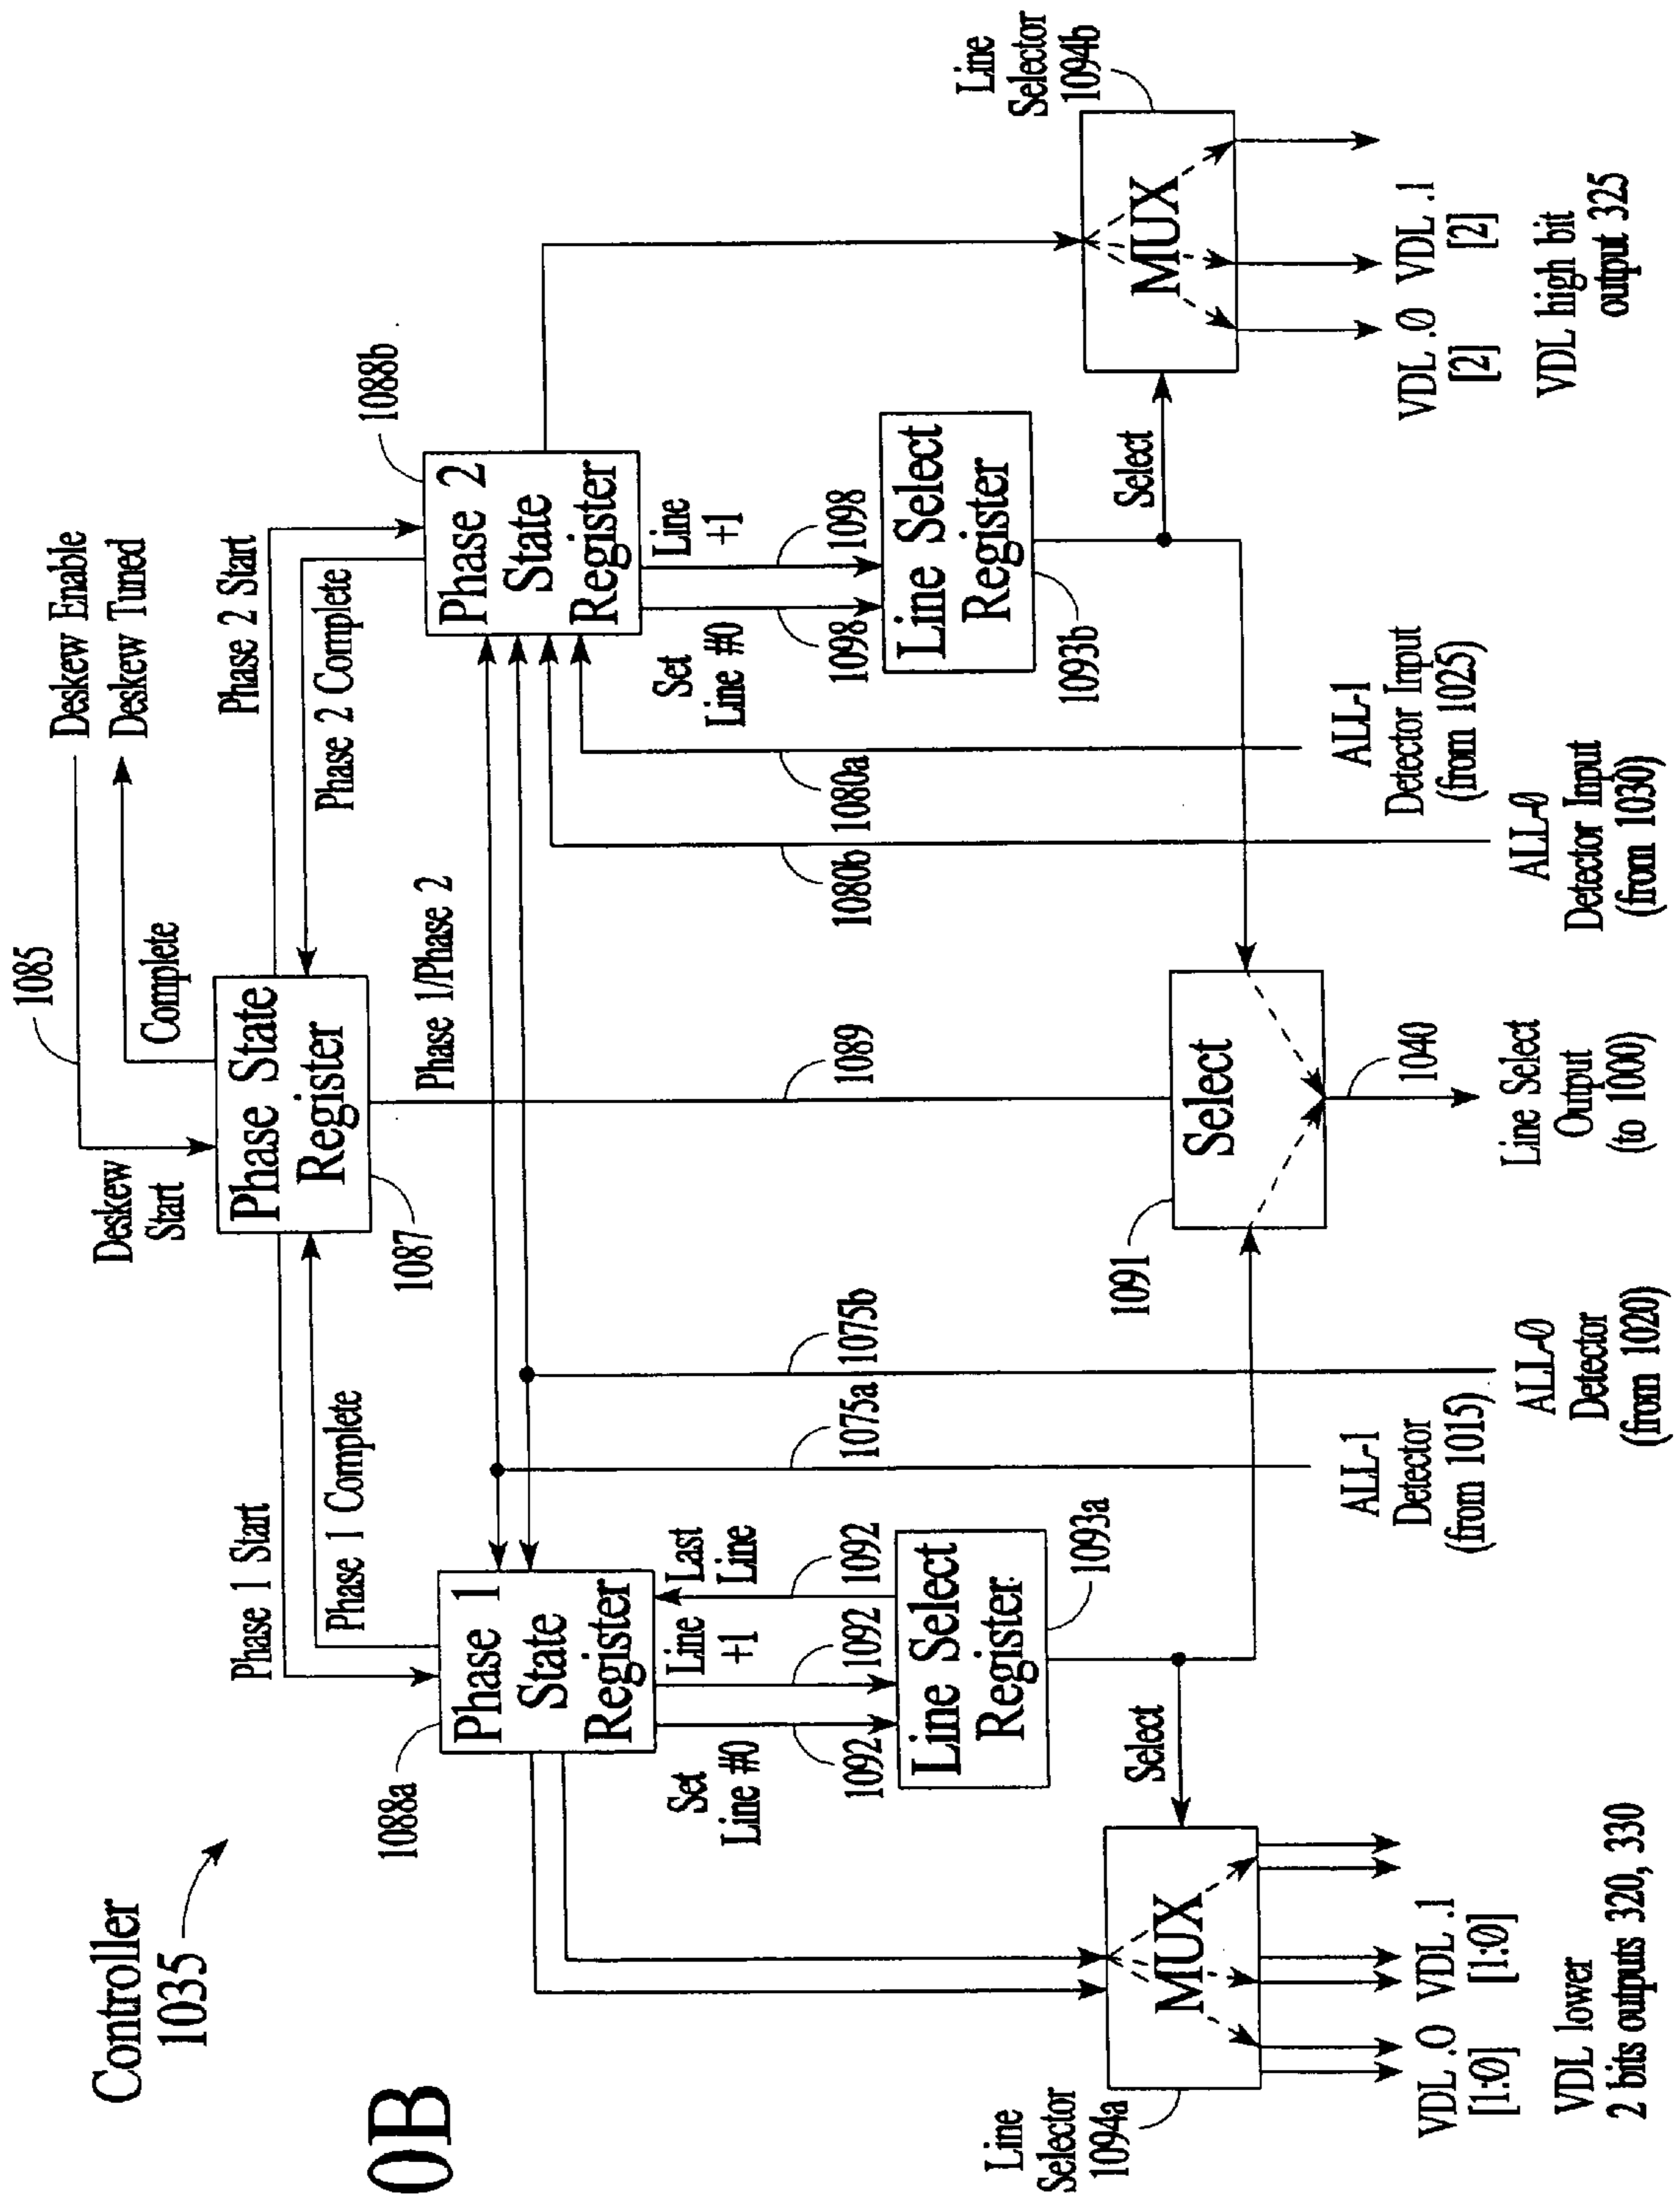 Controller
1035
0B
1085
Deskew Enable
Deskew Tuned
Deskew
Start
Complete
Phase 1 Start
Phase 1 Complete
Phase State
Register
1087
Phase 2 Start
Phase 2 Complete
1088a
Phase 1
State
Register
Phase 1/Phase 2
1088b
Phase 2
State
Register
Set
Line #0
Line
+1
Last
Line
1092
1092
1092
Line Select
Register
1093a
1075a
1075b
1089
1080b
1080a
Set
Line #0
Line
+1
1098
1098
Line Select
Register
1093b
Line
Selector
1094a
MUX
Select
1091
Select
Select
MUX
Line
Selector
1094b
VDL .O
[1:Ø]
VDL .1
[1:Ø]
VDL lower
2 bits outputs 320, 330
ALL-1
Detector
(from 1015)
ALL-Ø
Detector
(from 1020)
1040
Line Select
Output
(to 1000)
ALL-Ø
Detector Input
(from 1030)
ALL-1
Detector Input
(from 1025)
VDL .Ø
[2]
VDL .1
[2]
VDL high bit
output 325